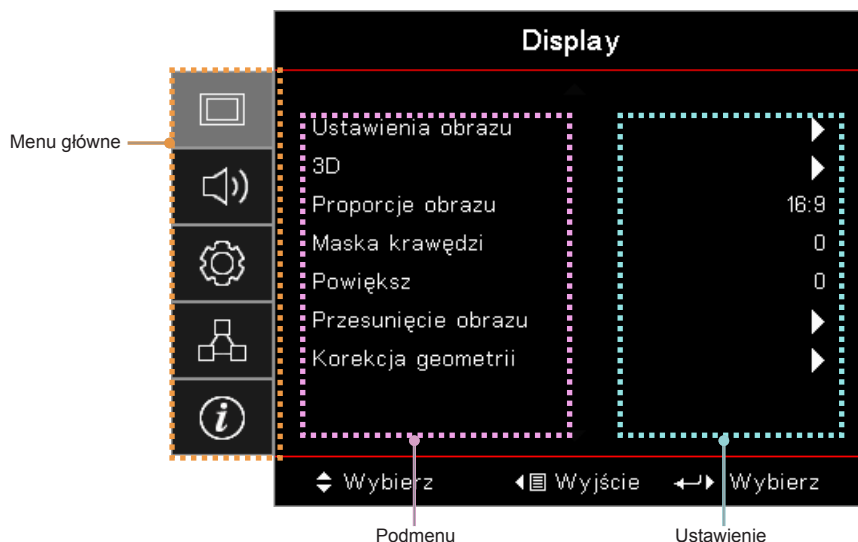 Display
Menu główne
Ustawienia obrazu
3D
Proporcje obrazu 16:9
Maska krawędzi 0
Powiększ 0
Przesunięcie obrazu
Korekcja geometrii
Wybierz Wyjście Wybierz
Podmenu Ustawienie